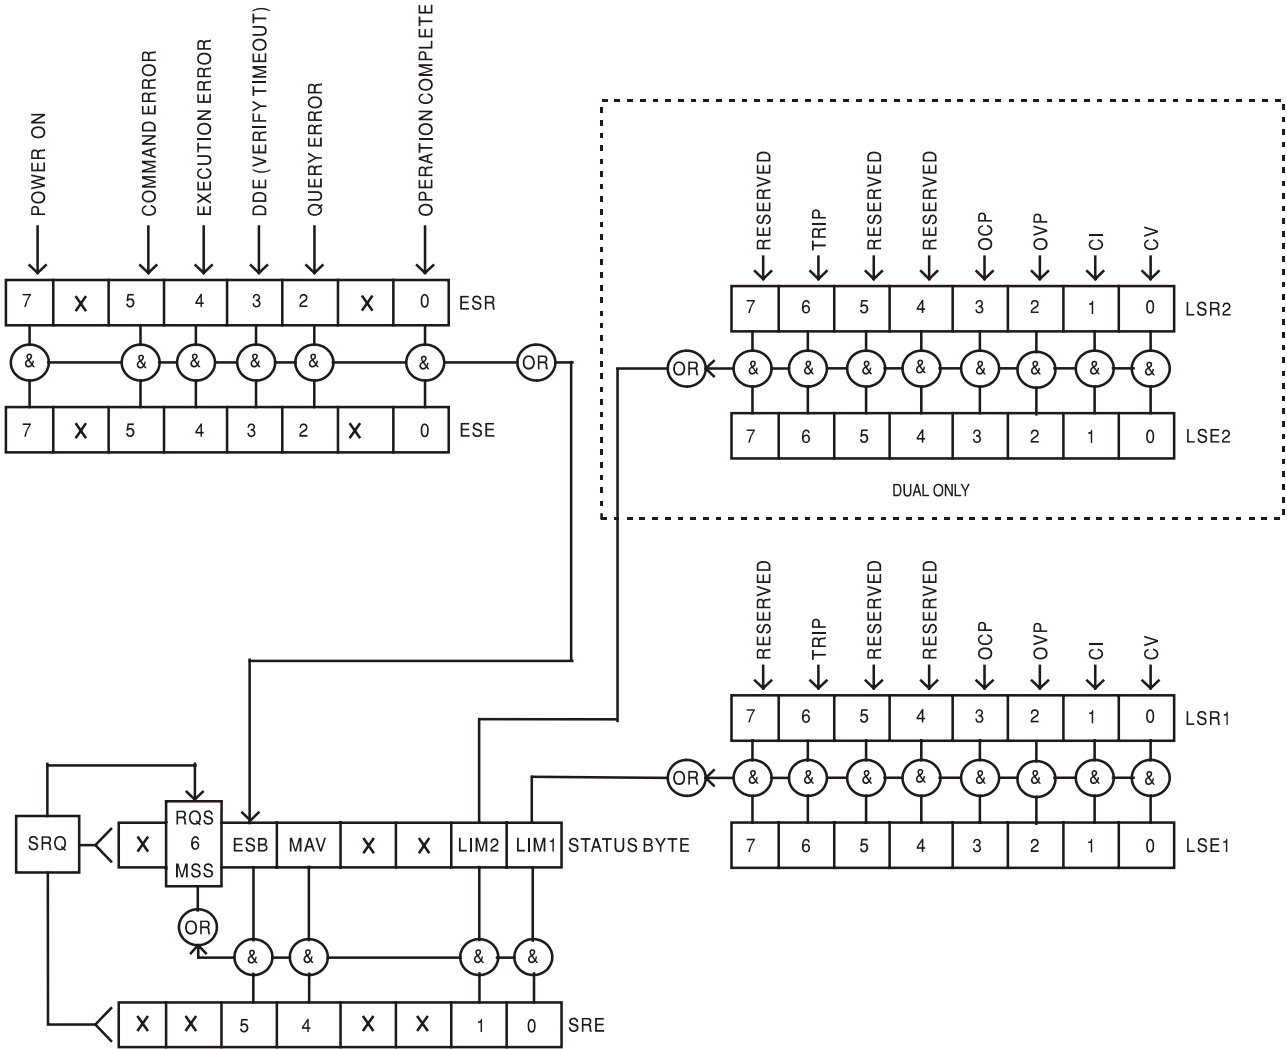 POWER ON
COMMAND ERROR
EXECUTION ERROR
DDE (VERIFY TIMEOUT)
QUERY ERROR
OPERATION COMPLETE
7 X 5 4 3 2 X 0 ESR
& & & & & & OR
7 X 5 4 3 2 X 0 ESE
RESERVED
TRIP
RESERVED
RESERVED
OCP
OVP
CI
CV
7 6 5 4 3 2 1 0 LSR2
OR & & & & & & & &
7 6 5 4 3 2 1 0 LSE2
DUAL ONLY
RESERVED
TRIP
RESERVED
RESERVED
OCP
OVP
CI
CV
7 6 5 4 3 2 1 0 LSR1
OR & & & & & & & &
7 6 5 4 3 2 1 0 LSE1
SRQ
X
RQS
6
MSS
ESB MAV X X LIM2 LIM1 STATUS BYTE
OR
& & & &
X X 5 4 X X 1 0 SRE